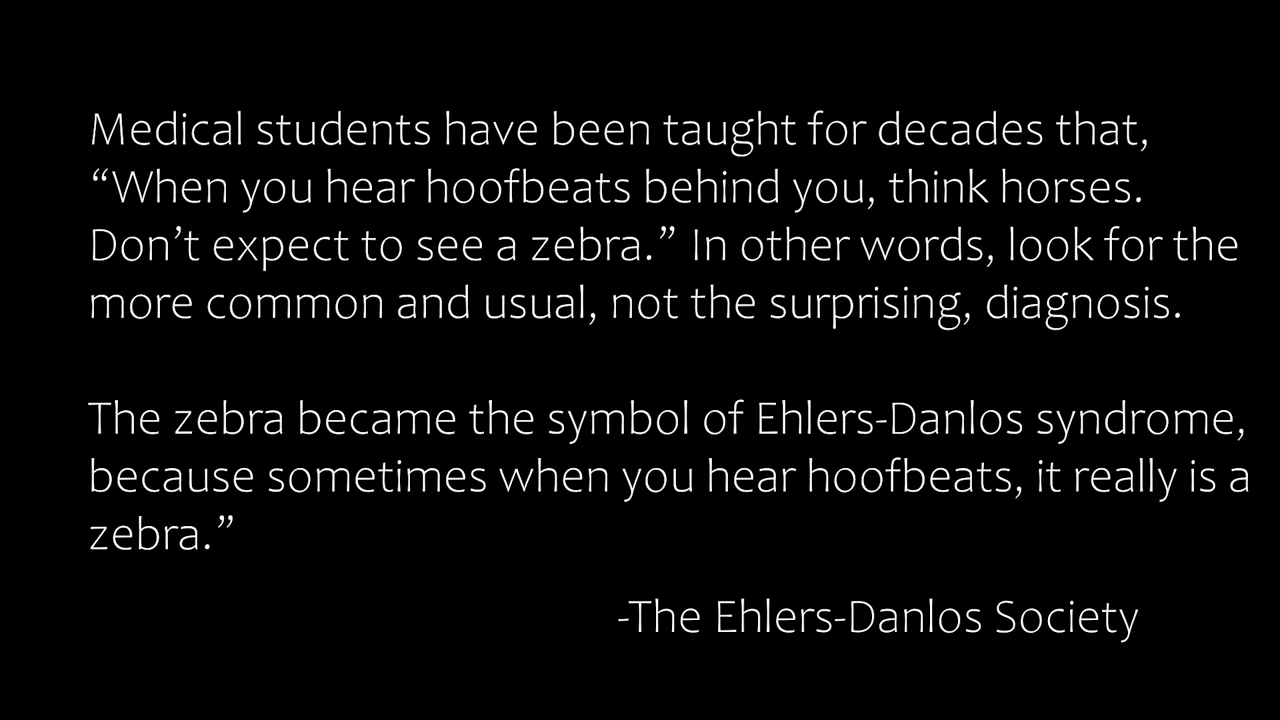 Medical students have been taught for decades that,
“When you hear hoofbeats behind you, think horses.
Don’t expect to see a zebra.” In other words, look for the
more common and usual, not the surprising, diagnosis.
The zebra became the symbol of Ehlers-Danlos syndrome,
because sometimes when you hear hoofbeats, it really is a
zebra.”
-The Ehlers-Danlos Society